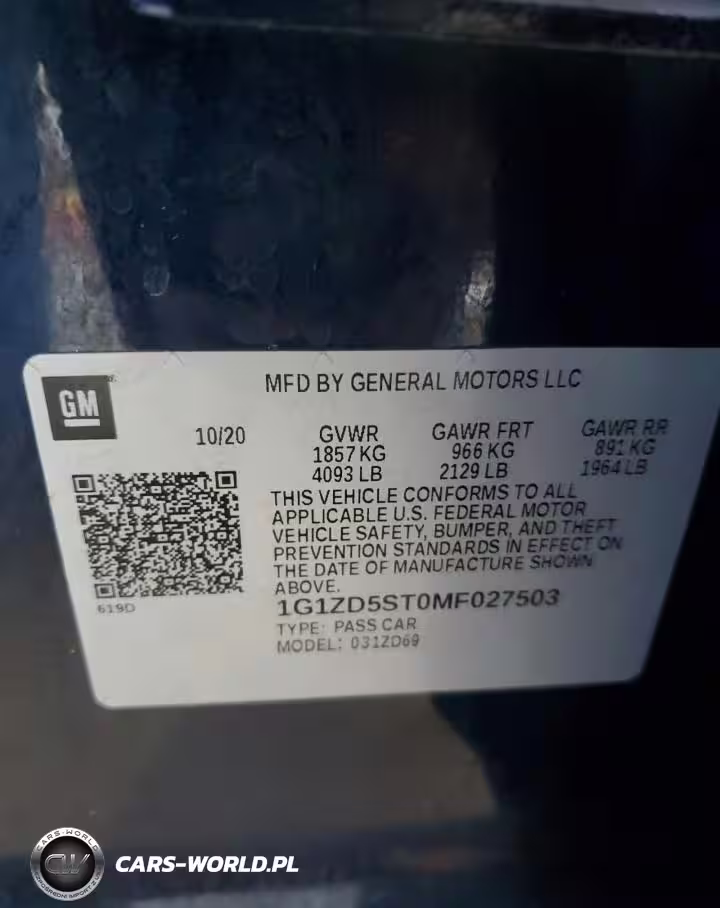 GM
MFD BY GENERAL MOTORS LLC
10/20
GVWR GAWR FRT GAWR RR
1857 KG 966 KG 891 KG
4093 LB 2129 LB 1964 LB
THIS VEHICLE CONFORMS TO ALL
APPLICABLE U.S. FEDERAL MOTOR
VEHICLE SAFETY, BUMPER, AND THEFT
PREVENTION STANDARDS IN EFFECT ON
THE DATE OF MANUFACTURE SHOWN
ABOVE.
619D
1G1ZD5ST0MF027503
TYPE: PASS CAR
MODEL: 031ZD69
CARS-WORLD
CW
CARS-WORLD.PL